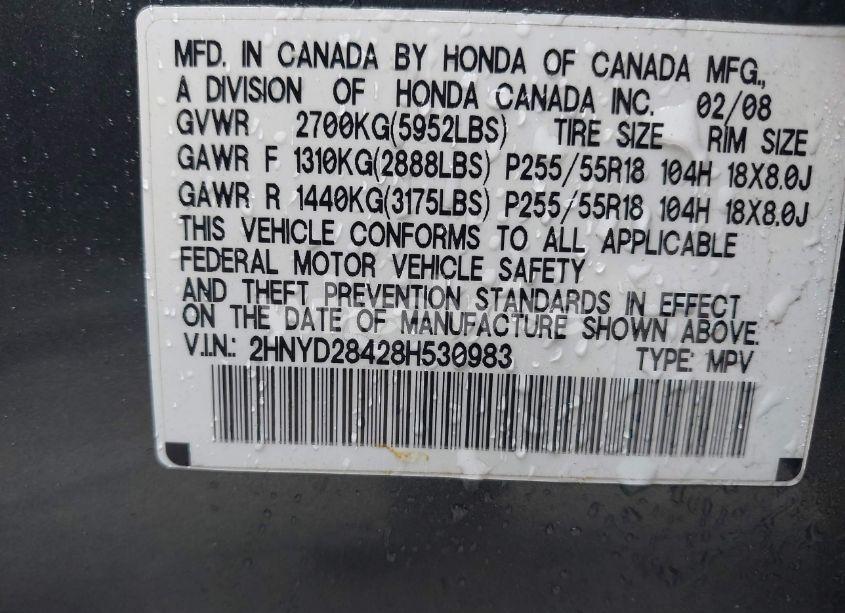 MFD. IN CANADA BY HONDA OF CANADA MFG.,
A DIVISION OF HONDA CANADA INC. 02/08
GVWR 2700KG(5952LBS) TIRE SIZE RIM SIZE
GAWR F 1310KG(2888LBS) P255/55R18 104H 18X8.0J
GAWR R 1440KG(3175LBS) P255/55R18 104H 18X8.0J
THIS VEHICLE CONFORMS TO ALL APPLICABLE
FEDERAL MOTOR VEHICLE SAFETY
AND THEFT PREVENTION STANDARDS IN EFFECT
ON THE DATE OF MANUFACTURE SHOWN ABOVE.
V.I.N.: 2HNYD28428H530983 TYPE: MPV